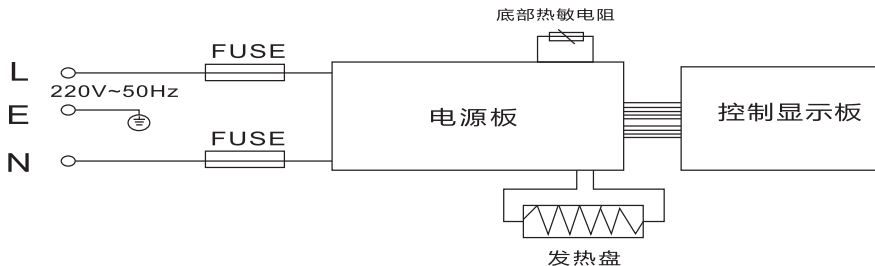 底部热敏电阻
FUSE
L
220V~50Hz
E
电源板
控制显示板
FUSE
N
发热盘